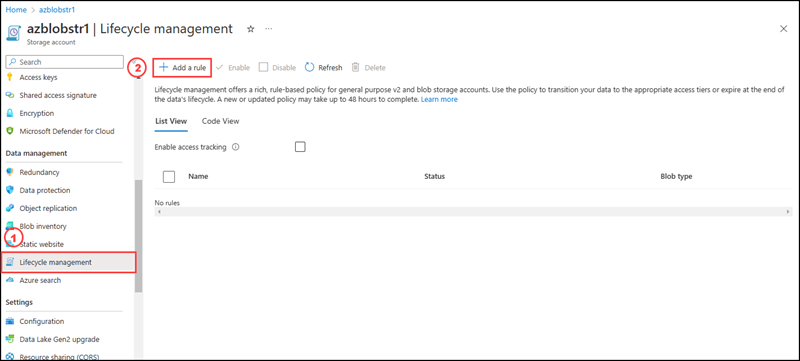 Home > azblobstr1
azblobstr1 | Lifecycle management ☆ ...
Storage account
Search
Access keys
Shared access signature
Encryption
Microsoft Defender for Cloud
Data management
Redundancy
Data protection
Object replication
Blob inventory
1
Static website
Lifecycle management
Azure search
Settings
Configuration
Data Lake Gen2 upgrade
Resource sharing (CORS)
2
+ Add a rule Enable Disable Refresh Delete
Lifecycle management offers a rich, rule-based policy for general purpose v2 and blob storage accounts. Use the policy to transition your data to the appropriate access tiers or expire at the end
of the data's lifecycle. A new or updated policy may take up to 48 hours to complete. Learn more
List View Code View
Enable access tracking
Name Status Blob type
No rules